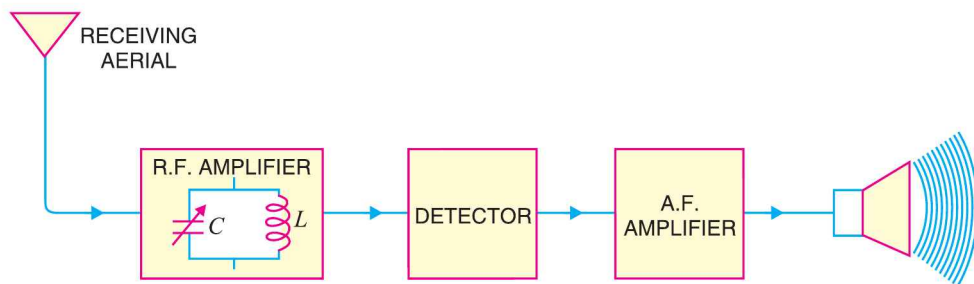 RECEIVING
AERIAL
R.F. AMPLIFIER
C
L
DETECTOR
A.F.
AMPLIFIER